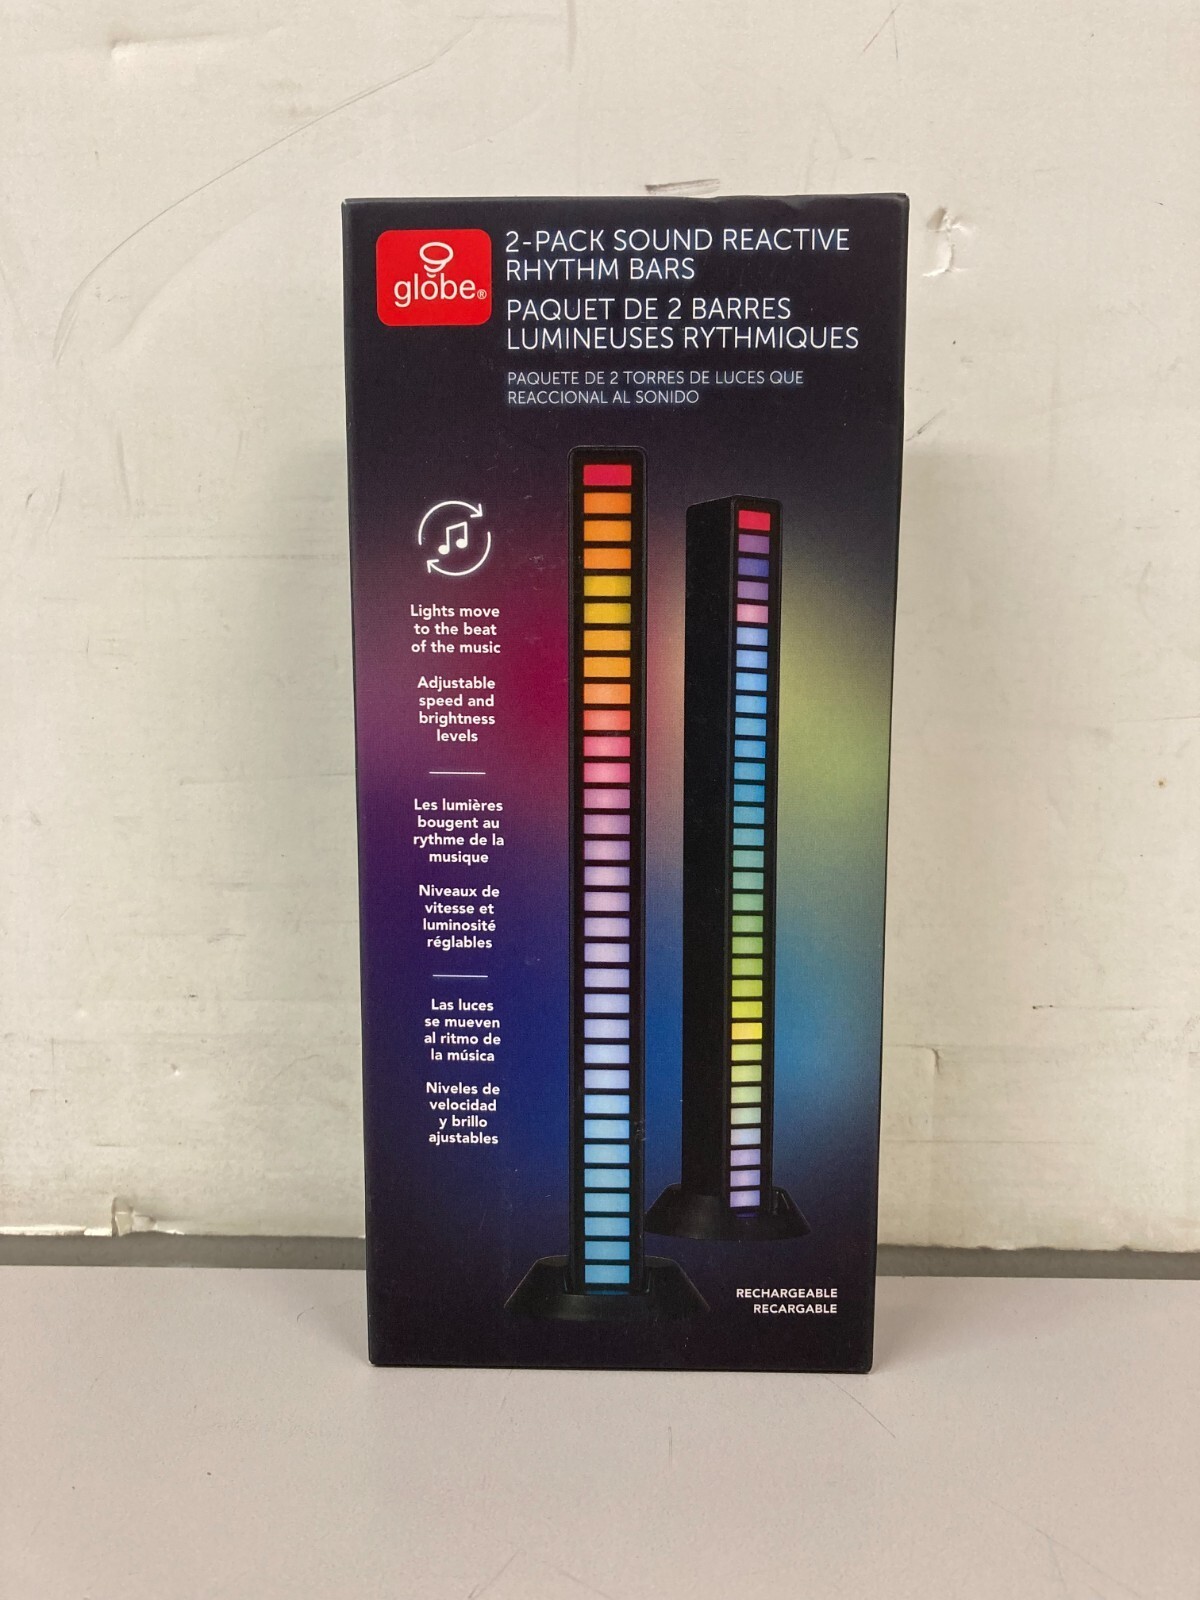 globe®
2-PACK SOUND REACTIVE
RHYTHM BARS
PAQUET DE 2 BARRES
LUMINEUSES RYTHMIQUES
PAQUETE DE 2 TORRES DE LUCES QUE
REACCIONAL AL SONIDO
Lights move
to the beat
of the music
Adjustable
speed and
brightness
levels
Les lumières
bougent au
rythme de la
musique
Niveaux de
vitesse et
luminosité
réglables
Las luces
se mueven
al ritmo de
la música
Niveles de
velocidad
y brillo
ajustables
RECHARGEABLE
RECARGABLE